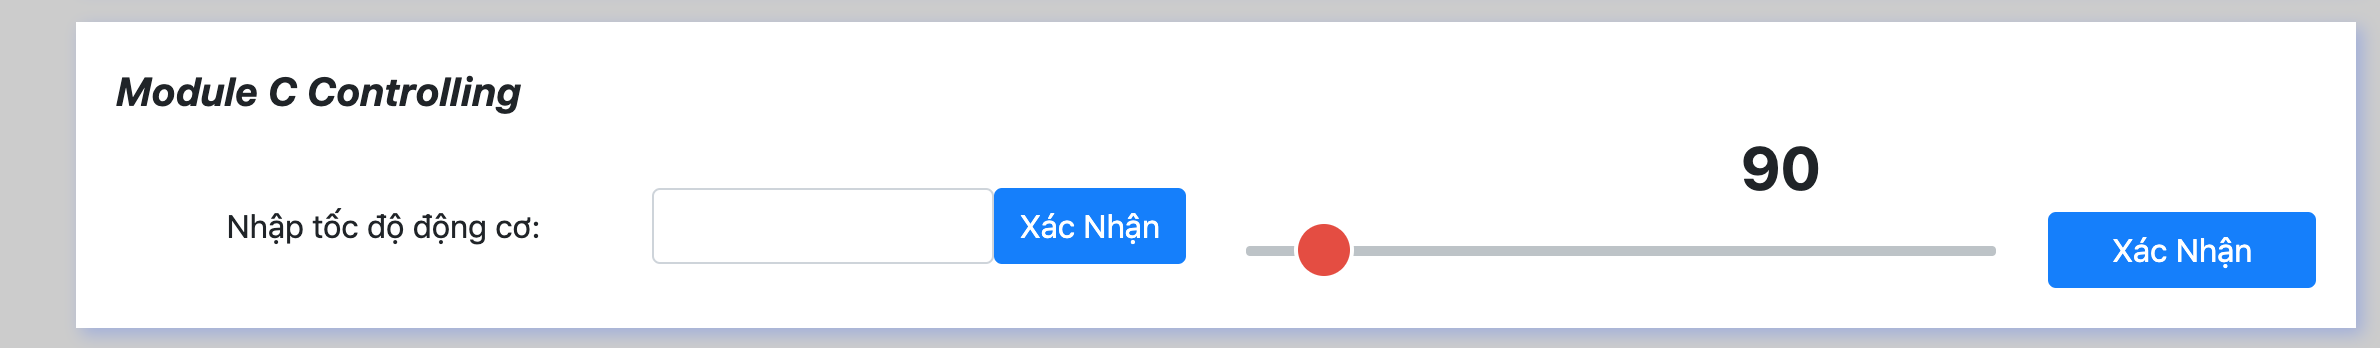 Module C Controlling
90
Nhập tốc độ động cơ:
Xác Nhận
Xác Nhận